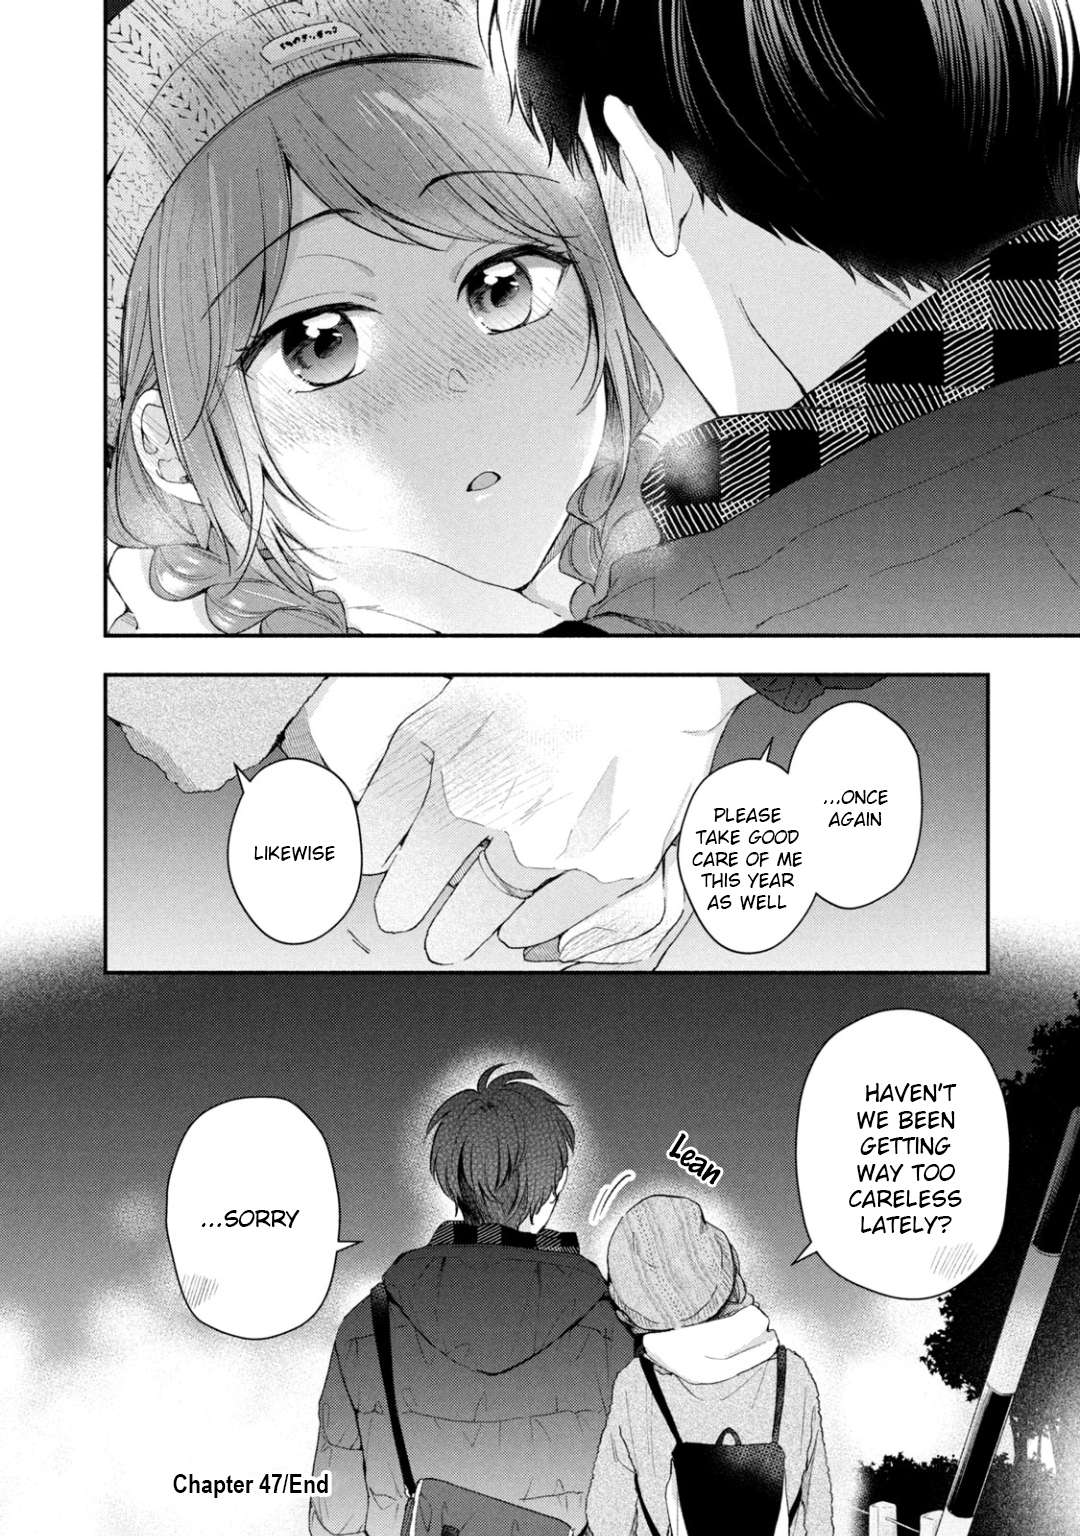 ...ONCE
AGAIN
PLEASE
TAKE GOOD
CARE OF ME
THIS YEAR
AS WELL
LIKEWISE
HAVEN'T
WE BEEN
GETTING
WAY TOO
CARELESS
LATELY?
Lean
...SORRY
Chapter 47/End